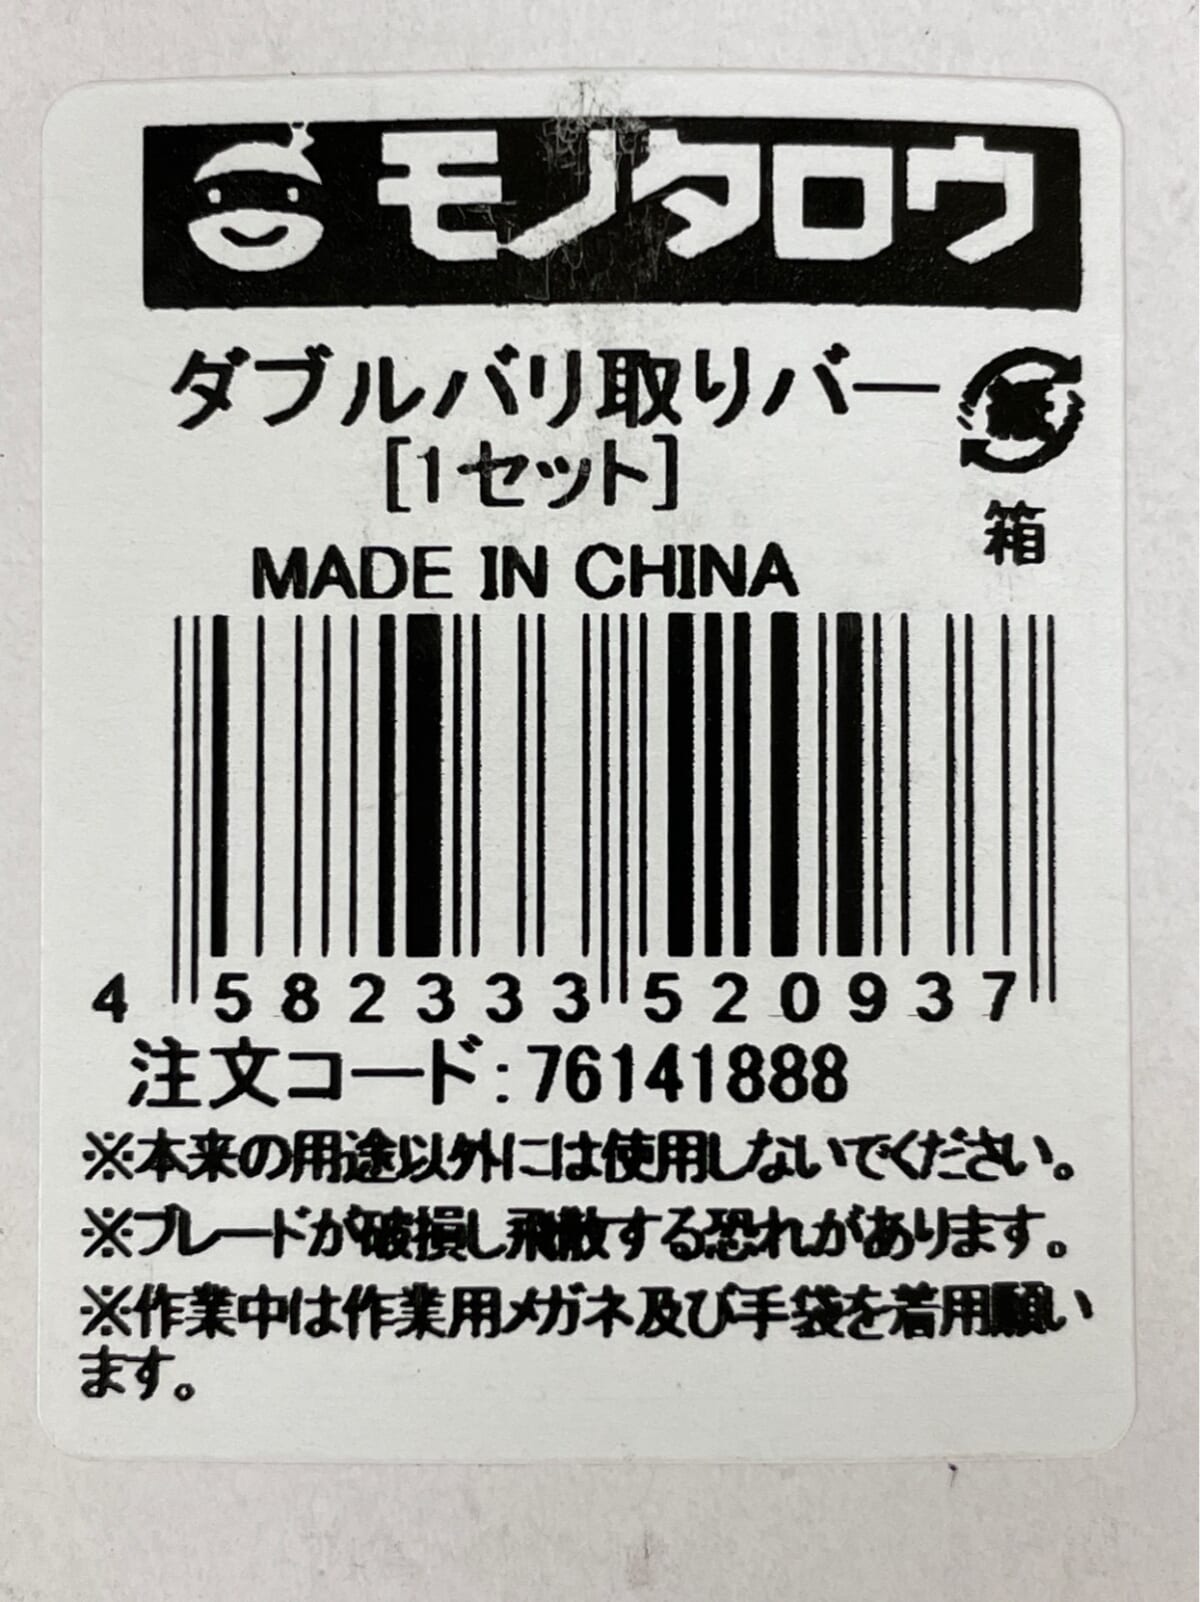 モノタロウ
ダブルバリ取りバー
[1セット]
箱
MADE IN CHINA
4 582333 520937
注文コード:76141888
※本来の用途以外には使用しないでください。
※ブレードが破損し飛散する恐れがあります。
※作業中は作業用メガネ及び手袋を着用願い
ます。